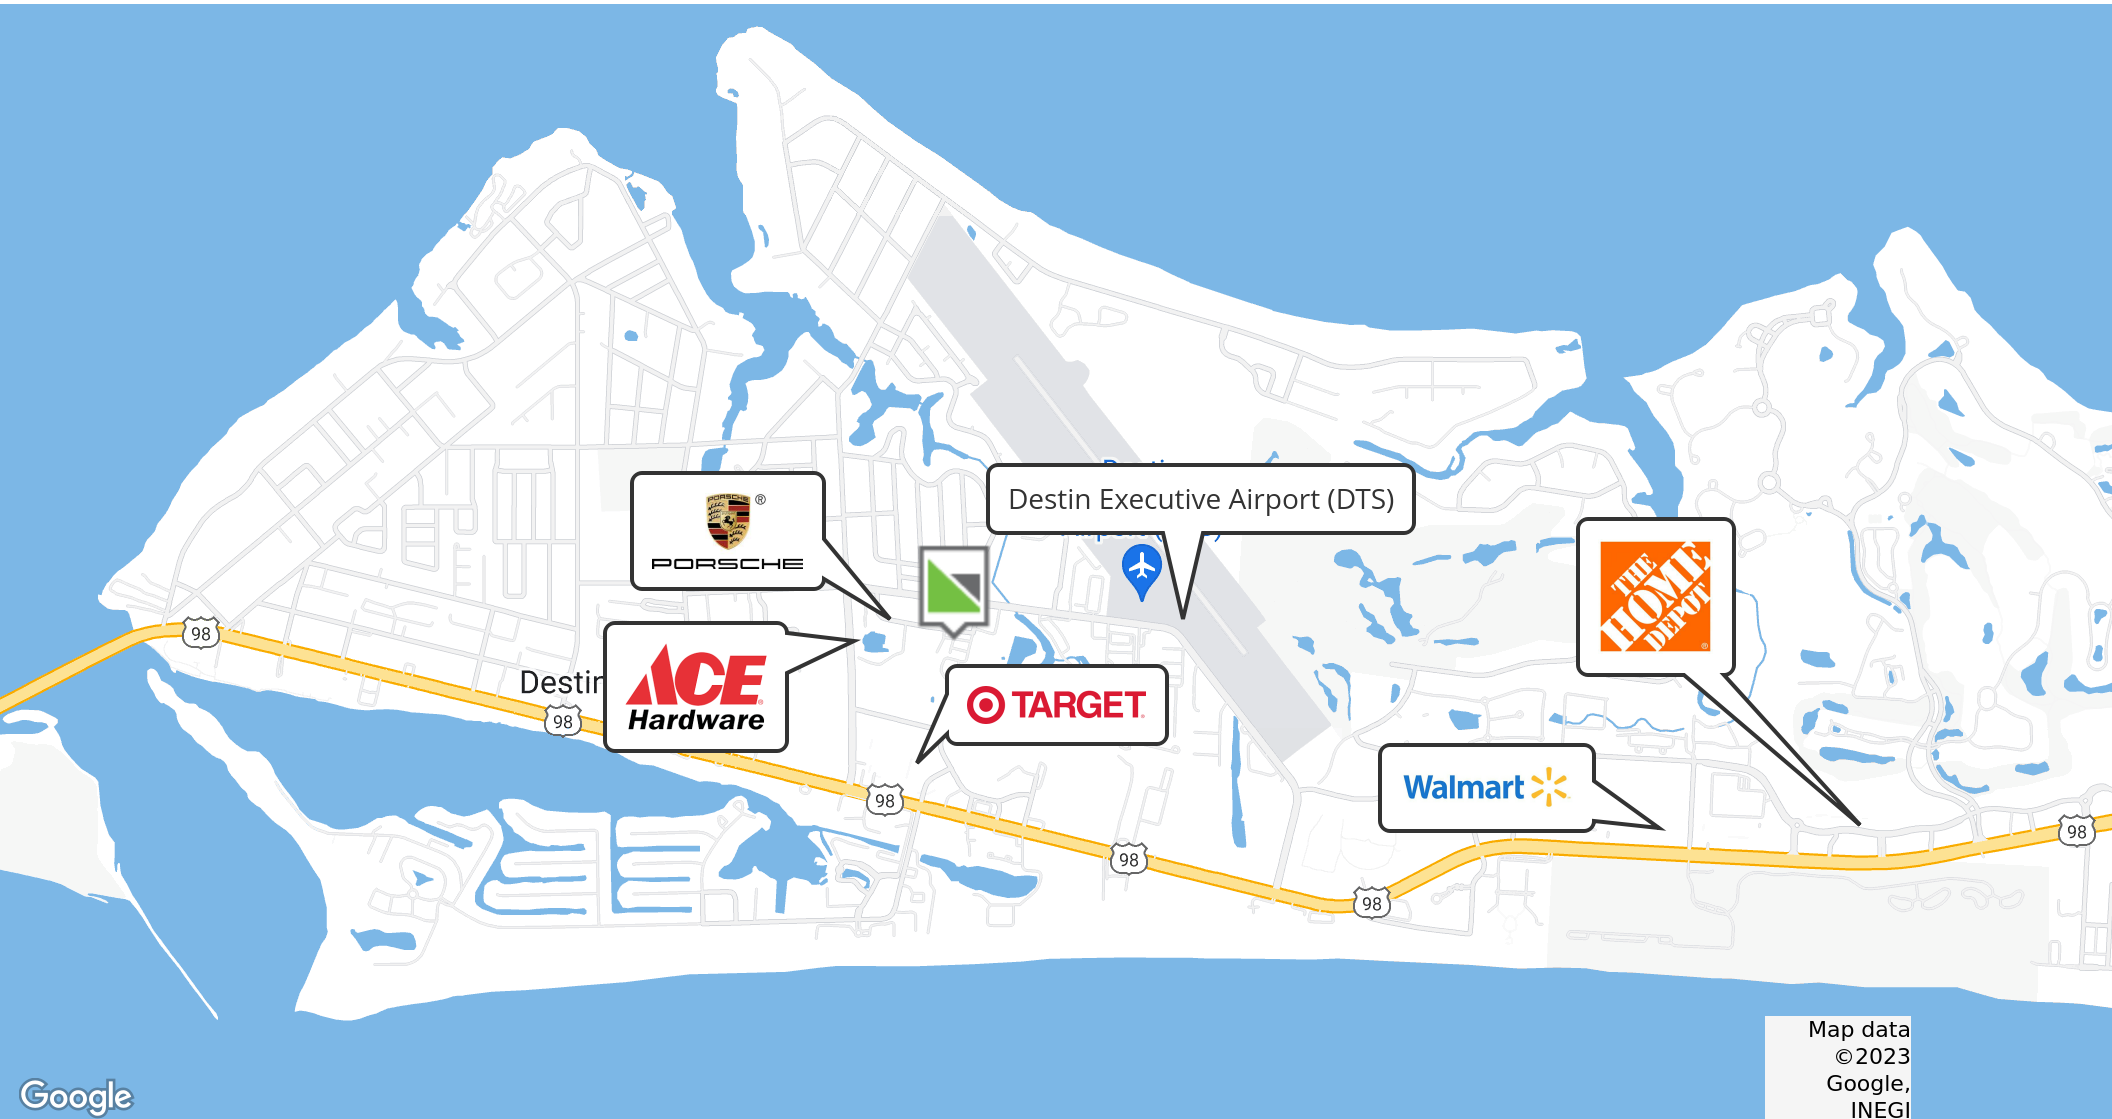 PORSCHE
®
PORSCHE
Destin Executive Airport (DTS)
THE
HOME
DEPOT
98
Destin
ACE
Hardware
98
TARGET
Walmart
98
98
98
98
Map data
©2023
Google,
INEGI
Google